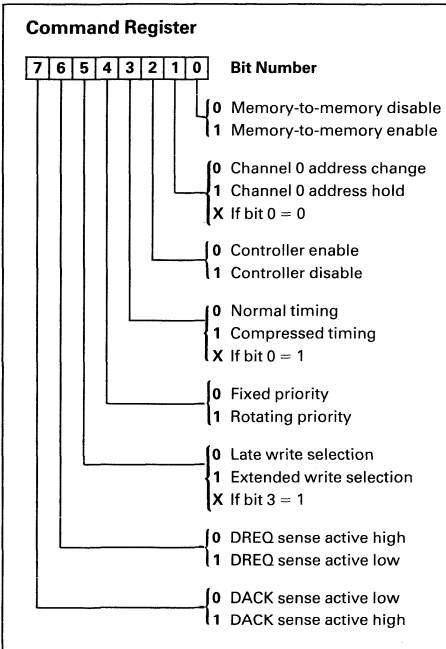 Command Register
7 6 5 4 3 2 1 0 Bit Number
0 Memory-to-memory disable
1 Memory-to-memory enable
0 Channel 0 address change
1 Channel 0 address hold
X If bit 0 = 0
0 Controller enable
1 Controller disable
0 Normal timing
1 Compressed timing
X If bit 0 = 1
0 Fixed priority
1 Rotating priority
0 Late write selection
1 Extended write selection
X If bit 3 = 1
0 DREQ sense active high
1 DREQ sense active low
0 DACK sense active low
1 DACK sense active high